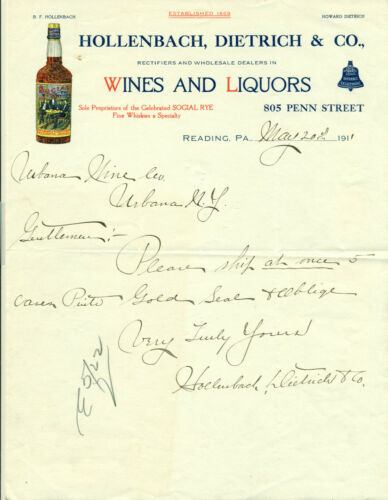 ESTABLISHED 1869
D. F. HOLLENBACH
HOWARD DIETRICH
HOLLENBACH, DIETRICH & CO.,
RECTIFIERS AND WHOLESALE DEALERS IN
WINES AND LIQUORS
Sole Proprietors of the Celebrated SOCIAL RYE
Fine Whiskies a Specialty
805 PENN STREET
READING, PA. May 20th 1911
Urbana Wine Co.
Urbana N.Y.
Gentlemen:-
Please ship at once 5
cases Pints Gold Seal & Oblige
Very Truly Yours
Hollenbach, Dietrich & Co.